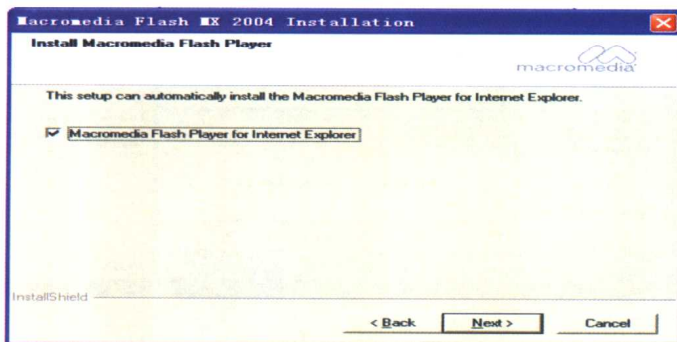 Macromedia Flash MX 2004 Installation
Install Macromedia Flash Player
macromedia
This setup can automatically install the Macromedia Flash Player for Internet Explorer.
Macromedia Flash Player for Internet Explorer
InstallShield
< Back Next > Cancel